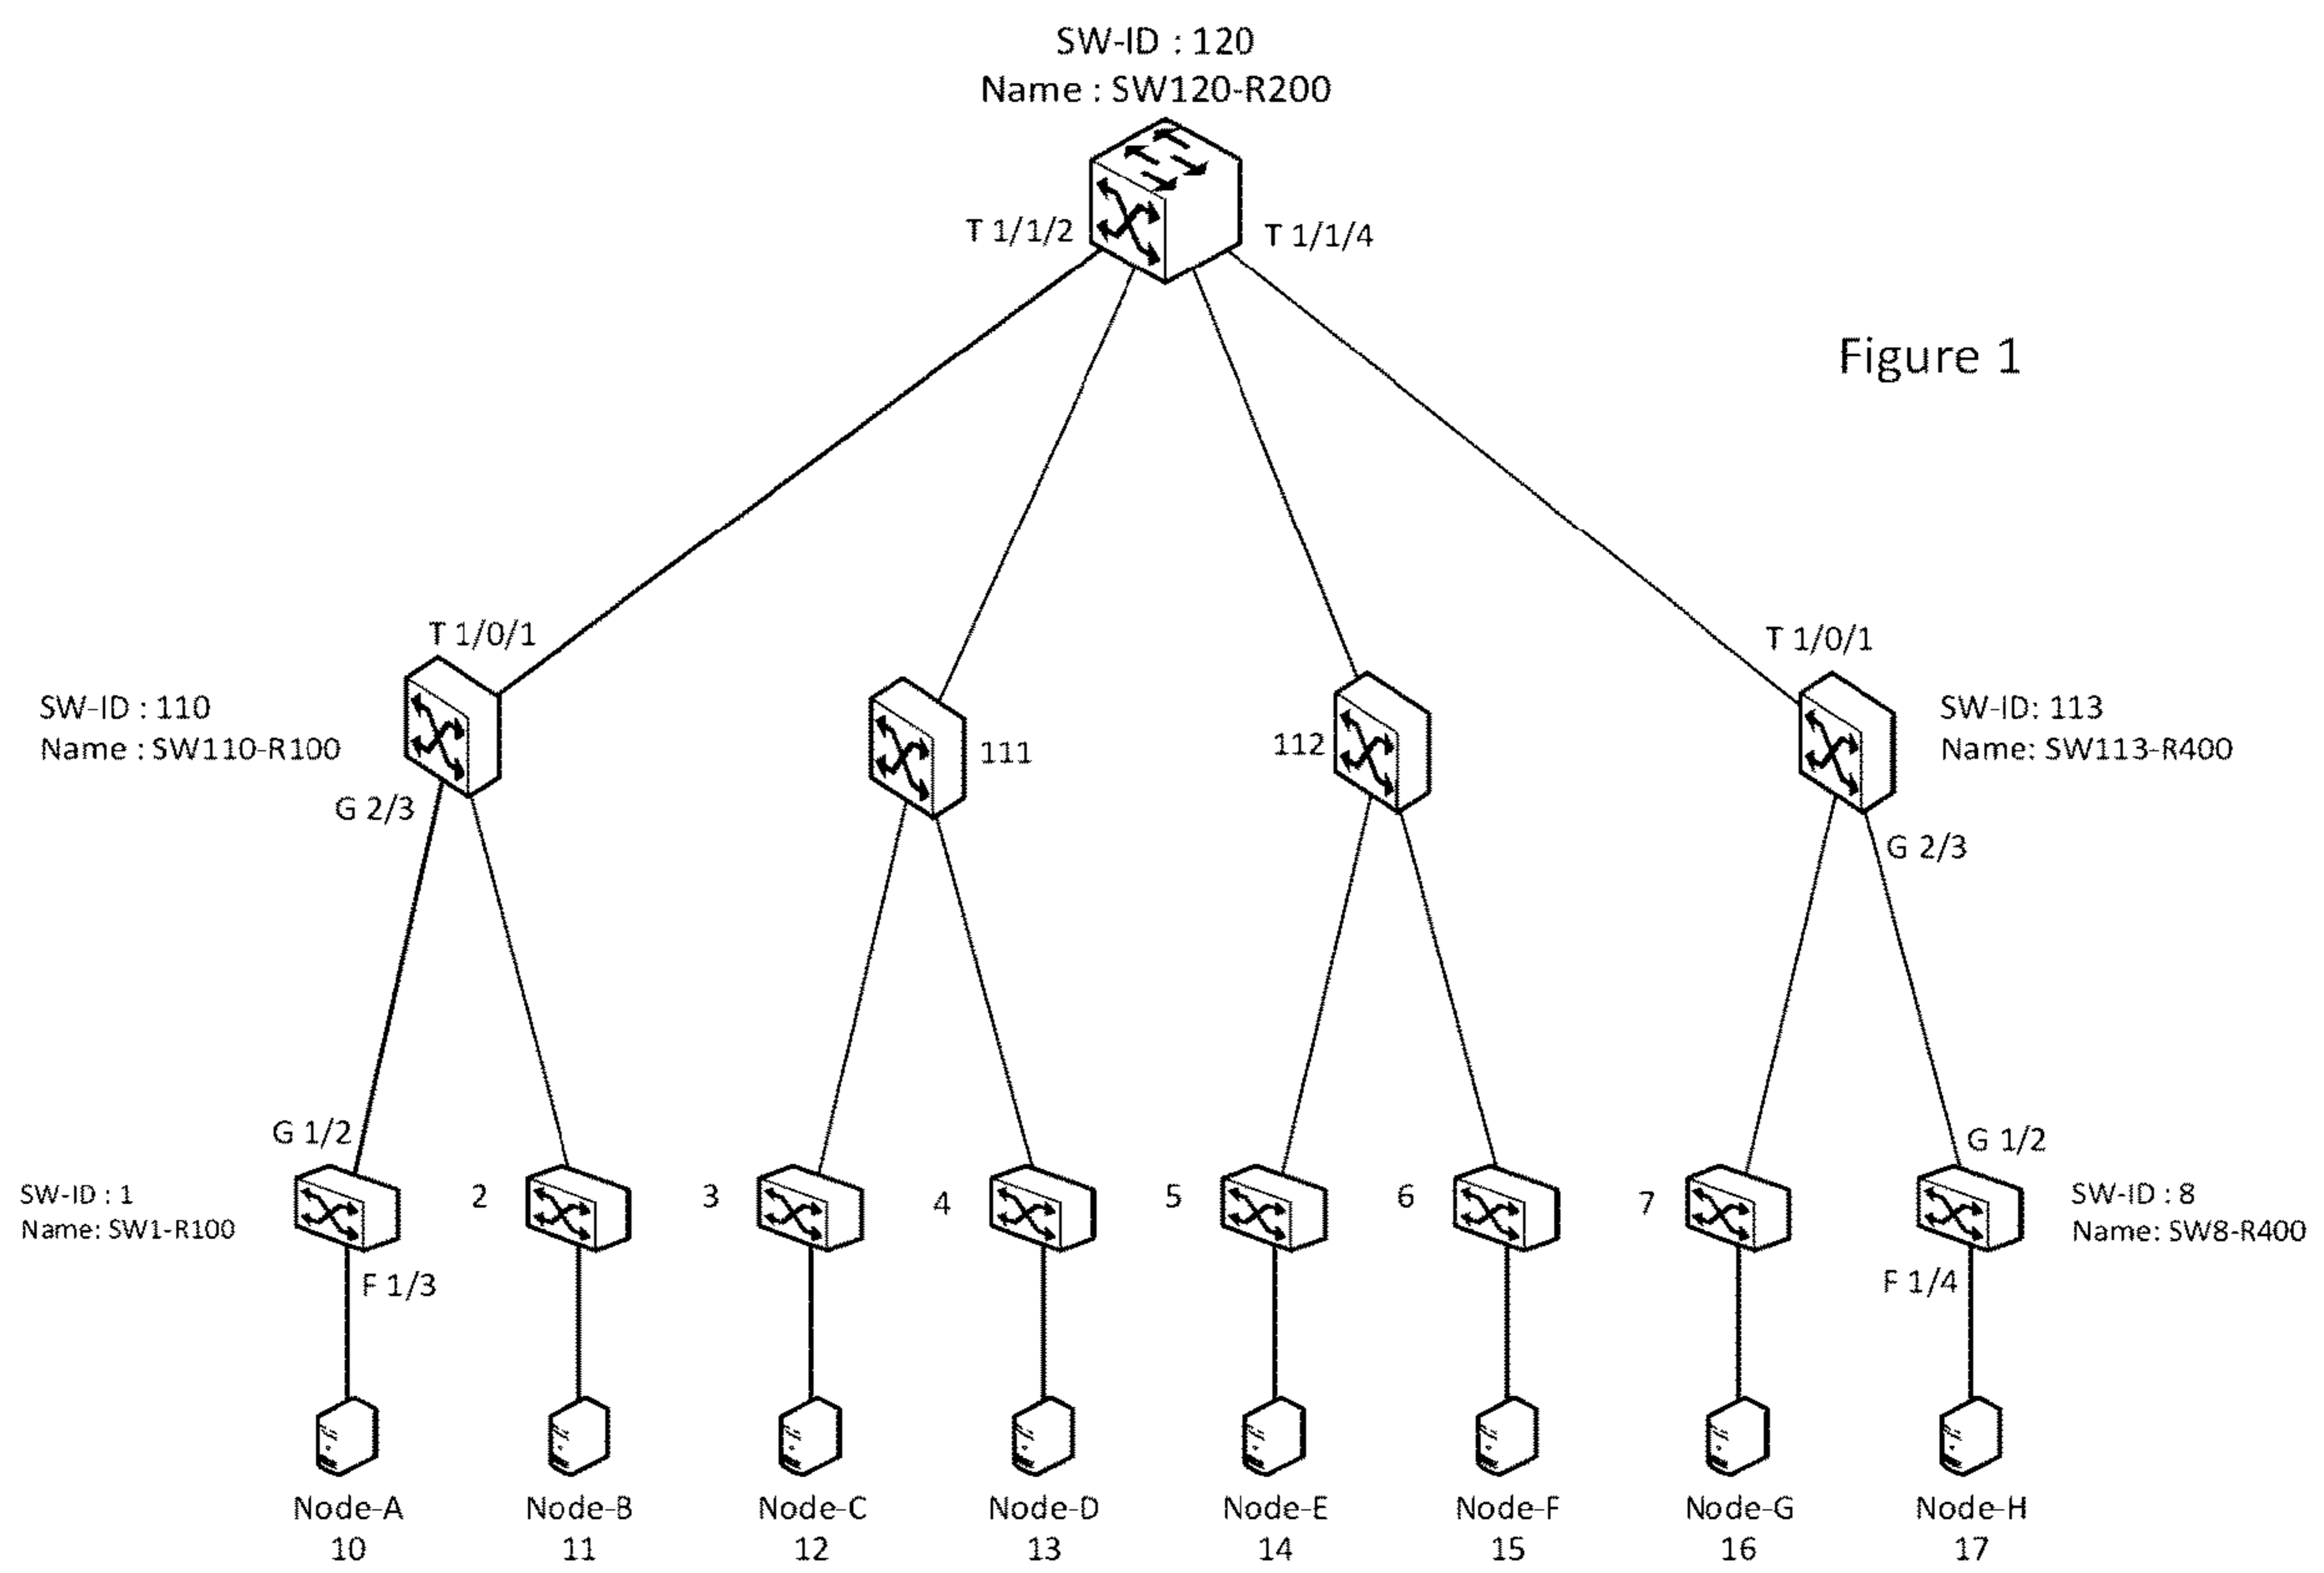 SW-ID : 120
Name : SW120-R200
T 1/1/2
T 1/1/4
Figure 1
T 1/0/1
T 1/0/1
SW-ID : 110
Name : SW110-R100
111
112
SW-ID: 113
Name: SW113-R400
G 2/3
G 2/3
G 1/2
G 1/2
SW-ID : 1
Name: SW1-R100
2
3
4
5
6
7
SW-ID : 8
Name: SW8-R400
F 1/3
F 1/4
Node-A
10
Node-B
11
Node-C
12
Node-D
13
Node-E
14
Node-F
15
Node-G
16
Node-H
17